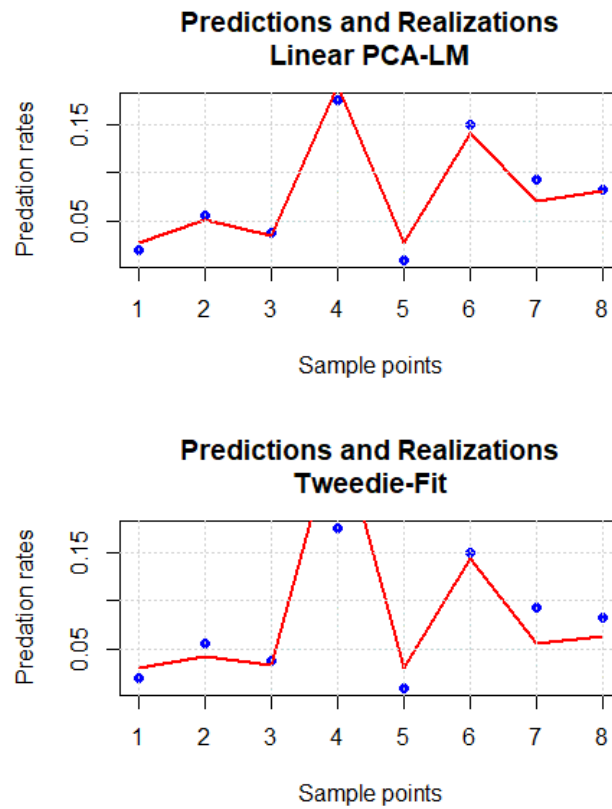 Predictions and Realizations
Linear PCA-LM
Predation rates
0.15
0.05
1 2 3 4 5 6 7 8
Sample points
Predictions and Realizations
Tweedie-Fit
Predation rates
0.15
0.05
1 2 3 4 5 6 7 8
Sample points